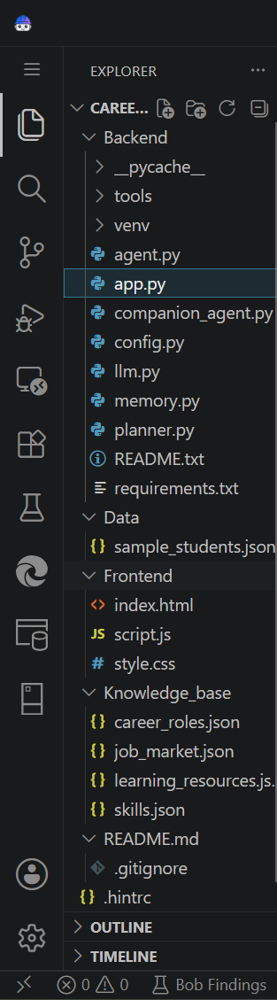 EXPLORER
CAREE...
Backend
__pycache__
tools
venv
agent.py
app.py
companion_agent.py
config.py
llm.py
memory.py
planner.py
README.txt
requirements.txt
Data
{} sample_students.json
Frontend
<> index.html
JS script.js
# style.css
Knowledge_base
{} career_roles.json
{} job_market.json
{} learning_resources.js...
{} skills.json
README.md
.gitignore
{} .hintrc
OUTLINE
TIMELINE
0 0 Bob Findings